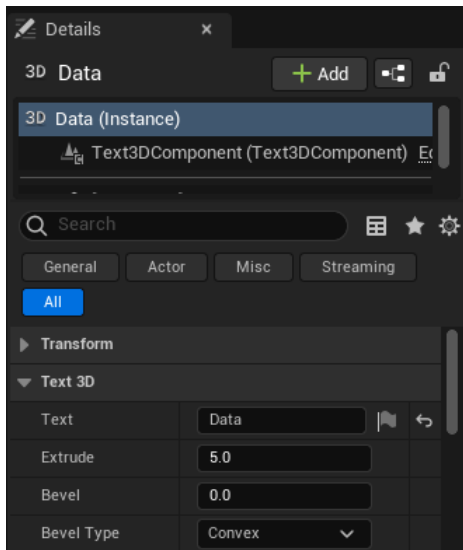 Details
3D Data
+ Add
3D Data (Instance)
Text3DComponent (Text3DComponent)
Search
General Actor Misc Streaming
All
Transform
Text 3D
Text Data
Extrude 5.0
Bevel 0.0
Bevel Type Convex